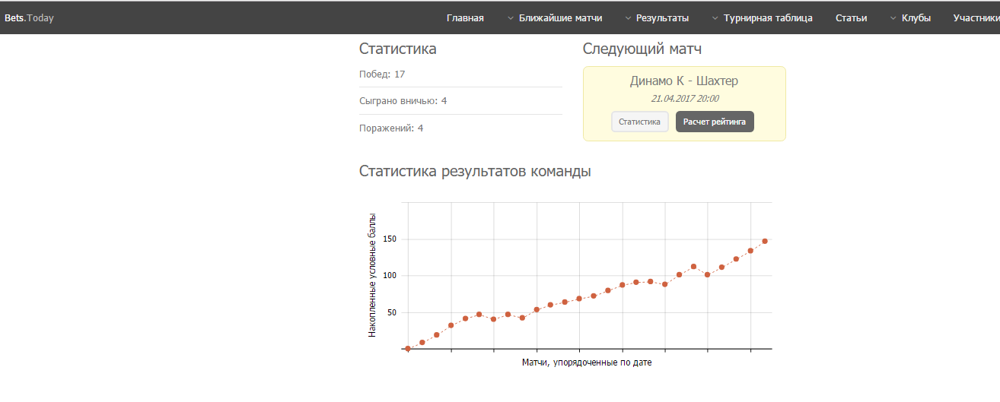 Bets.Today Главная Ближайшие матчи Результаты Турнирная таблица Статьи Клубы Участники
Статистика
Побед: 17
Сыграно вничью: 4
Поражений: 4
Следующий матч
Динамо К - Шахтер
21.04.2017 20:00
Статистика Расчет рейтинга
Статистика результатов команды
Накопленные условные баллы
150
100
50
Матчи, упорядоченные по дате